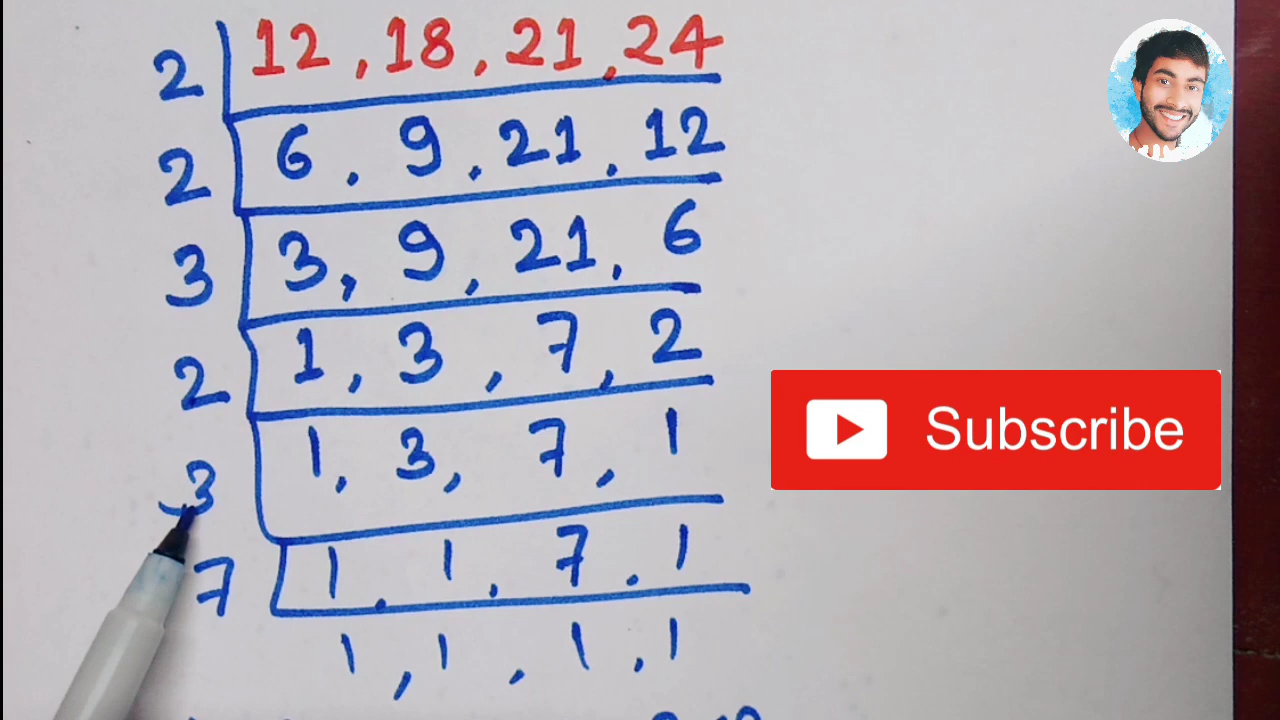 2 12, 18, 21, 24
2 6, 9, 21, 12
3 3, 9, 21, 6
2 1, 3, 7, 2
Subscribe
3 1, 3, 7, 1
7 1, 1, 7, 1
1, 1, 1, 1